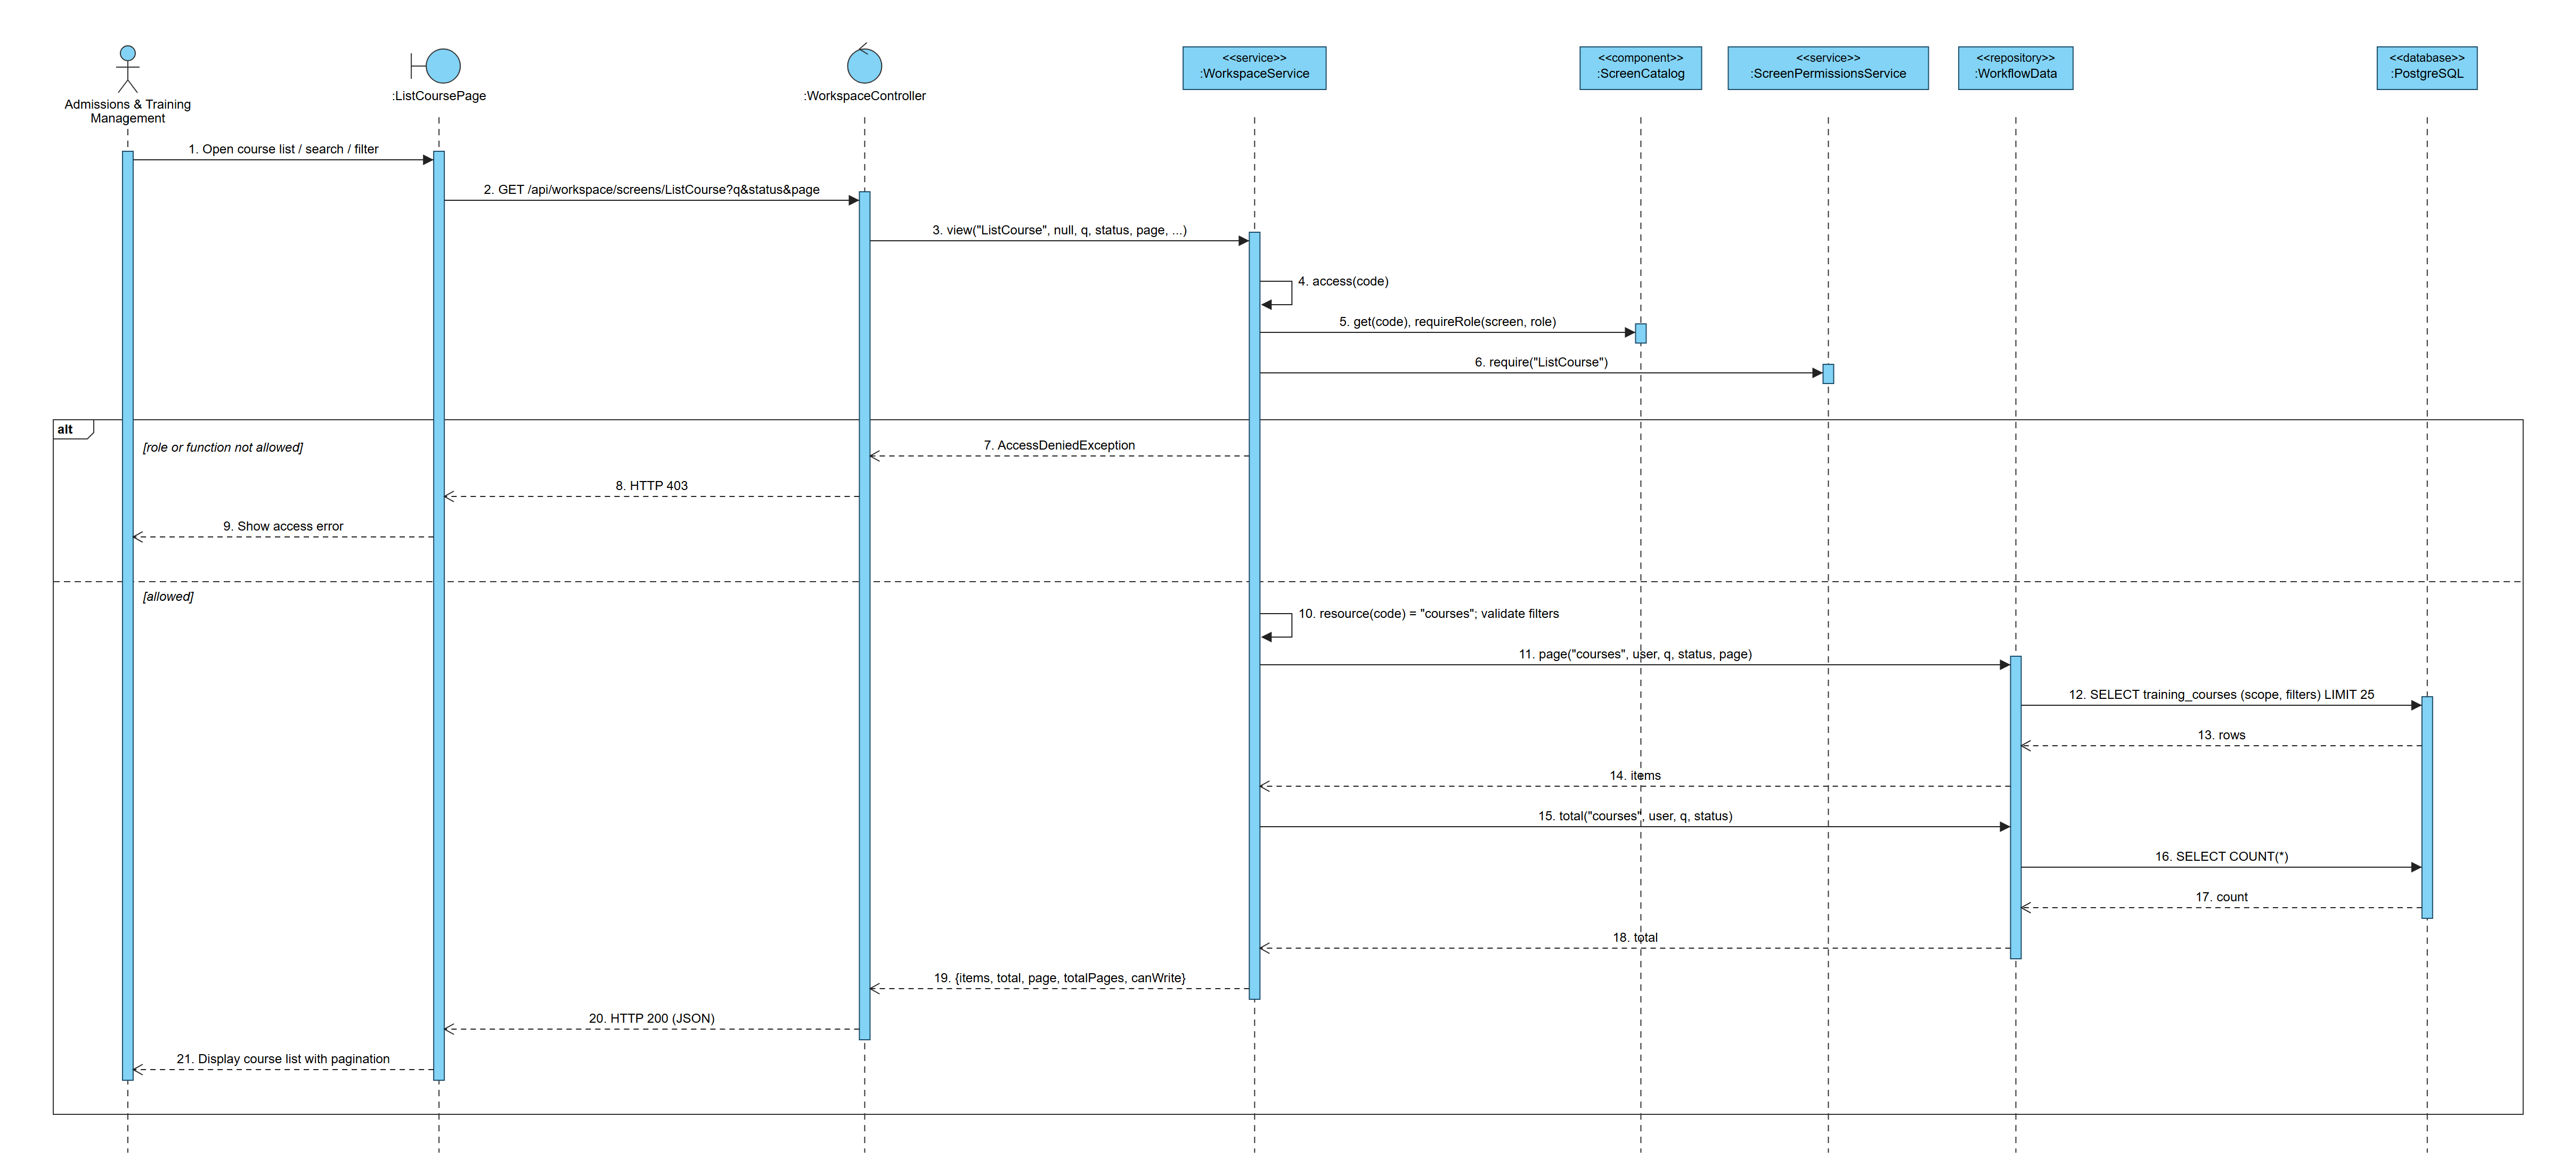 Admissions & Training
Management
:ListCoursePage
:WorkspaceController
<<service>>
:WorkspaceService
<<component>>
:ScreenCatalog
<<service>>
:ScreenPermissionsService
<<repository>>
:WorkflowData
<<database>>
:PostgreSQL
1. Open course list / search / filter
2. GET /api/workspace/screens/ListCourse?q&status&page
3. view("ListCourse", null, q, status, page, ...)
4. access(code)
5. get(code), requireRole(screen, role)
6. require("ListCourse")
alt
[role or function not allowed]
7. AccessDeniedException
8. HTTP 403
9. Show access error
[allowed]
10. resource(code) = "courses"; validate filters
11. page("courses", user, q, status, page)
12. SELECT training_courses (scope, filters) LIMIT 25
13. rows
14. items
15. total("courses", user, q, status)
16. SELECT COUNT(*)
17. count
18. total
19. {items, total, page, totalPages, canWrite}
20. HTTP 200 (JSON)
21. Display course list with pagination